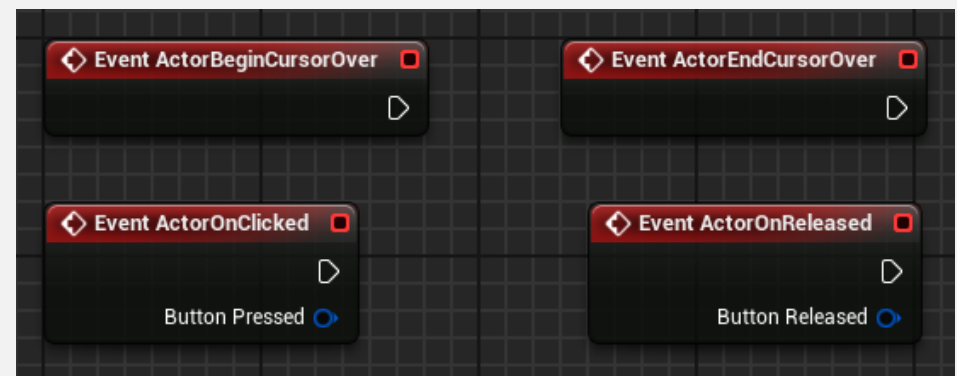 Event ActorBeginCursorOver
Event ActorEndCursorOver
Event ActorOnClicked
Button Pressed
Event ActorOnReleased
Button Released